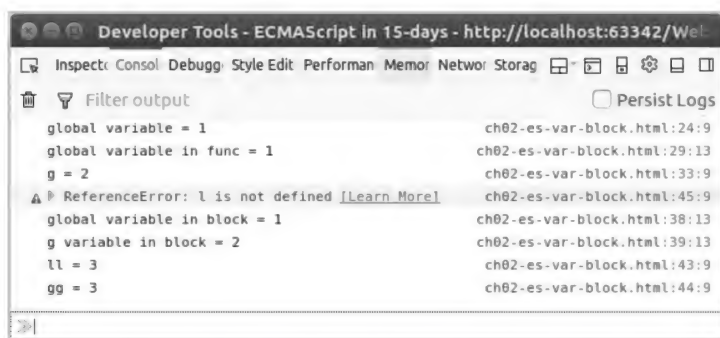 Developer Tools - ECMAScript in 15-days - http://localhost:63342/We
Inspect Consol Debugg Style Edit Performan Memor Networ Storag
Filter output Persist Logs
global variable = 1 ch02-es-var-block.html:24:9
global variable in func = 1 ch02-es-var-block.html:29:13
g = 2 ch02-es-var-block.html:33:9
ReferenceError: l is not defined [Learn More] ch02-es-var-block.html:45:9
global variable in block = 1 ch02-es-var-block.html:38:13
g variable in block = 2 ch02-es-var-block.html:39:13
ll = 3 ch02-es-var-block.html:43:9
gg = 3 ch02-es-var-block.html:44:9